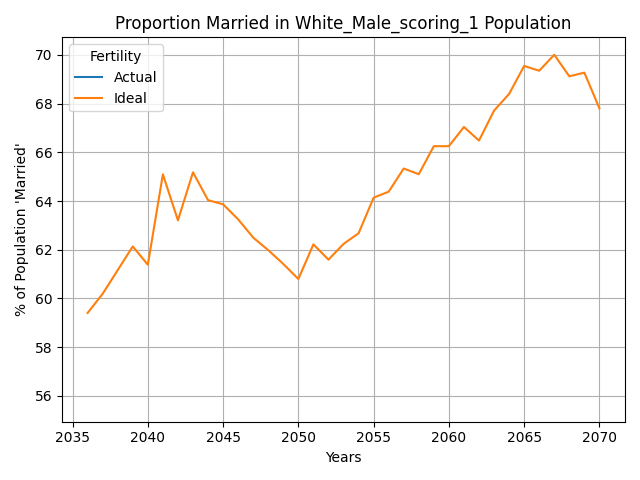 Proportion Married in White_Male_scoring_1 Population
Fertility
Actual
Ideal
% of Population 'Married'
70
68
66
64
62
60
58
56
2035 2040 2045 2050 2055 2060 2065 2070
Years